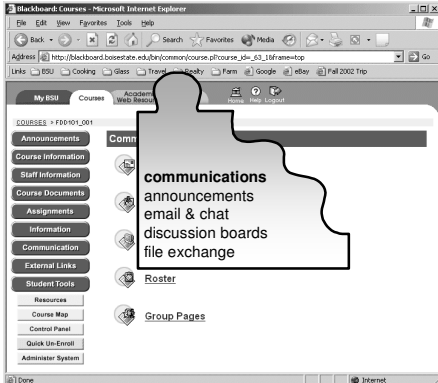 Blackboard: Courses - Microsoft Internet Explorer
File Edit View Favorites Tools Help
Back Search Favorites Media
Address http://blackboard.boisestate.edu/bin/common/course.pl?course_id=_63_1&frame=top Go
Links BSU Cooking Glass Travel Realty Farm Google eBay Fall 2002 Trip
My BSU Courses Academ
Web Resour
Home Help Logout
COURSES > FDD101_001
Announcements
Comm
Course Information
Staff Information
Course Documents
Assignments
Information
Communication
External Links
Student Tools
Resources
Course Map
Control Panel
Quick Un-Enroll
Administer System
communications
announcements
email & chat
discussion boards
file exchange
Roster
Group Pages
Done Internet